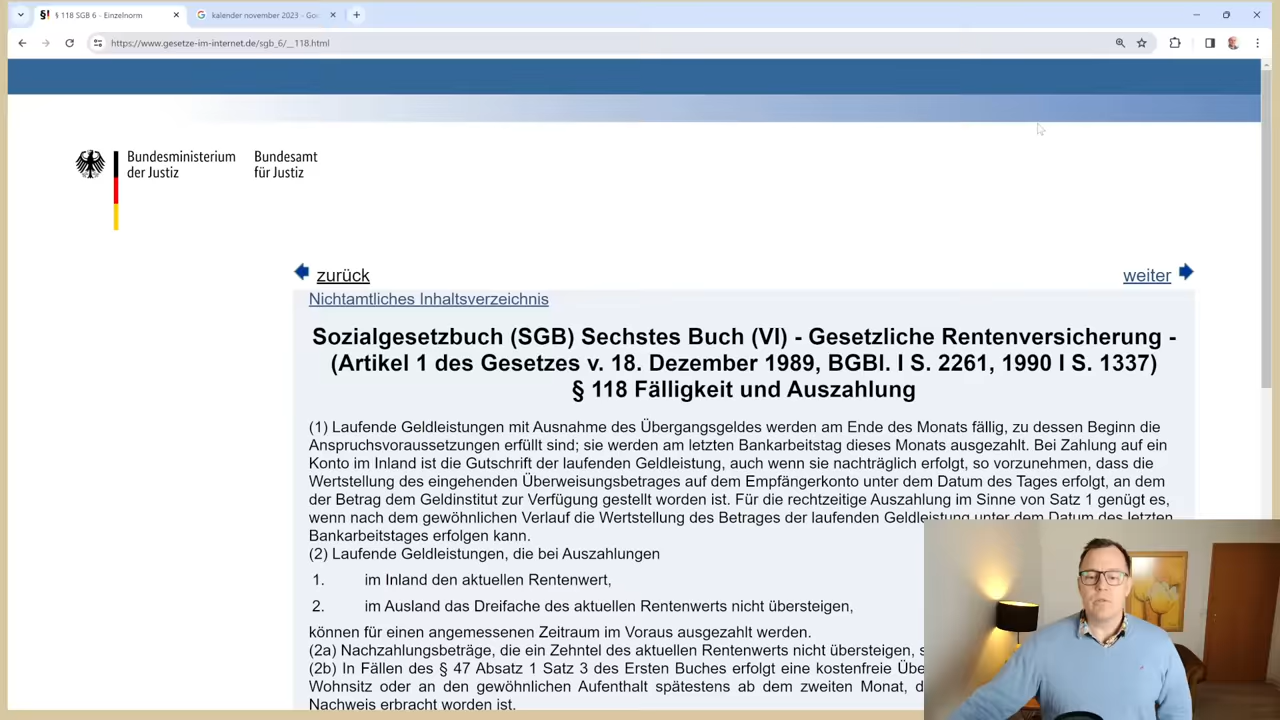 § 118 SGB 6 - Einzelnorm
kalender november 2023 - Goo
https://www.gesetze-im-internet.de/sgb_6/__118.html
Bundesministerium
der Justiz
Bundesamt
für Justiz
zurück
weiter
Nichtamtliches Inhaltsverzeichnis
Sozialgesetzbuch (SGB) Sechstes Buch (VI) - Gesetzliche Rentenversicherung -
(Artikel 1 des Gesetzes v. 18. Dezember 1989, BGBl. I S. 2261, 1990 I S. 1337)
§ 118 Fälligkeit und Auszahlung
(1) Laufende Geldleistungen mit Ausnahme des Übergangsgeldes werden am Ende des Monats fällig, zu dessen Beginn die
Anspruchsvoraussetzungen erfüllt sind; sie werden am letzten Bankarbeitstag dieses Monats ausgezahlt. Bei Zahlung auf ein
Konto im Inland ist die Gutschrift der laufenden Geldleistung, auch wenn sie nachträglich erfolgt, so vorzunehmen, dass die
Wertstellung des eingehenden Überweisungsbetrages auf dem Empfängerkonto unter dem Datum des Tages erfolgt, an dem
der Betrag dem Geldinstitut zur Verfügung gestellt worden ist. Für die rechtzeitige Auszahlung im Sinne von Satz 1 genügt es,
wenn nach dem gewöhnlichen Verlauf die Wertstellung des Betrages der laufenden Geldleistung unter dem Datum des letzten
Bankarbeitstages erfolgen kann.
(2) Laufende Geldleistungen, die bei Auszahlungen
1. im Inland den aktuellen Rentenwert,
2. im Ausland das Dreifache des aktuellen Rentenwerts nicht übersteigen,
können für einen angemessenen Zeitraum im Voraus ausgezahlt werden.
(2a) Nachzahlungsbeträge, die ein Zehntel des aktuellen Rentenwerts nicht übersteigen, s
(2b) In Fällen des § 47 Absatz 1 Satz 3 des Ersten Buches erfolgt eine kostenfreie Übe
Wohnsitz oder an den gewöhnlichen Aufenthalt spätestens ab dem zweiten Monat, d
Nachweis erbracht worden ist.